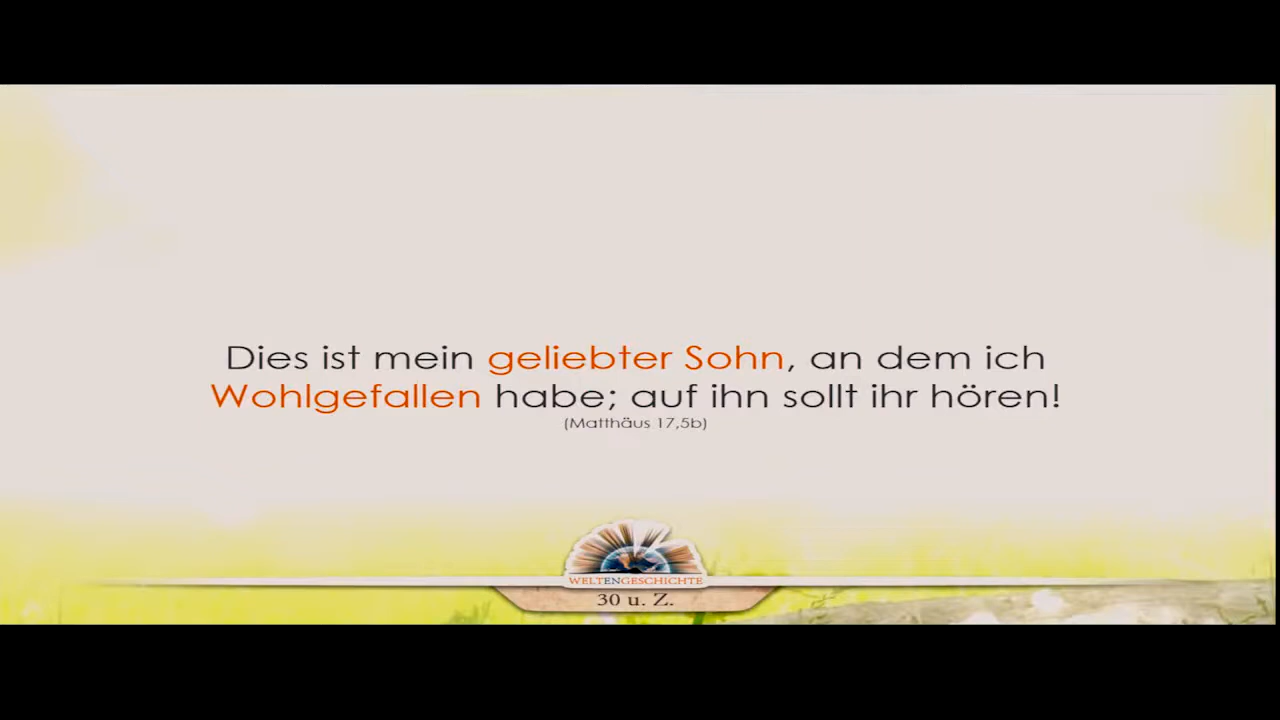 Dies ist mein geliebter Sohn, an dem ich
Wohlgefallen habe; auf ihn sollt ihr hören!
(Matthäus 17,5b)
WELTENGESCHICHTE
30 u. Z.